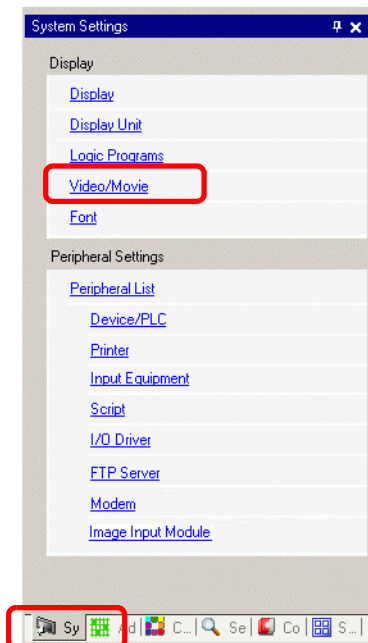 System Settings
Display
Display
Display Unit
Logic Programs
Video/Movie
Font
Peripheral Settings
Peripheral List
Device/PLC
Printer
Input Equipment
Script
I/O Driver
FTP Server
Modem
Image Input Module
Sy Ad C... Se Co S...